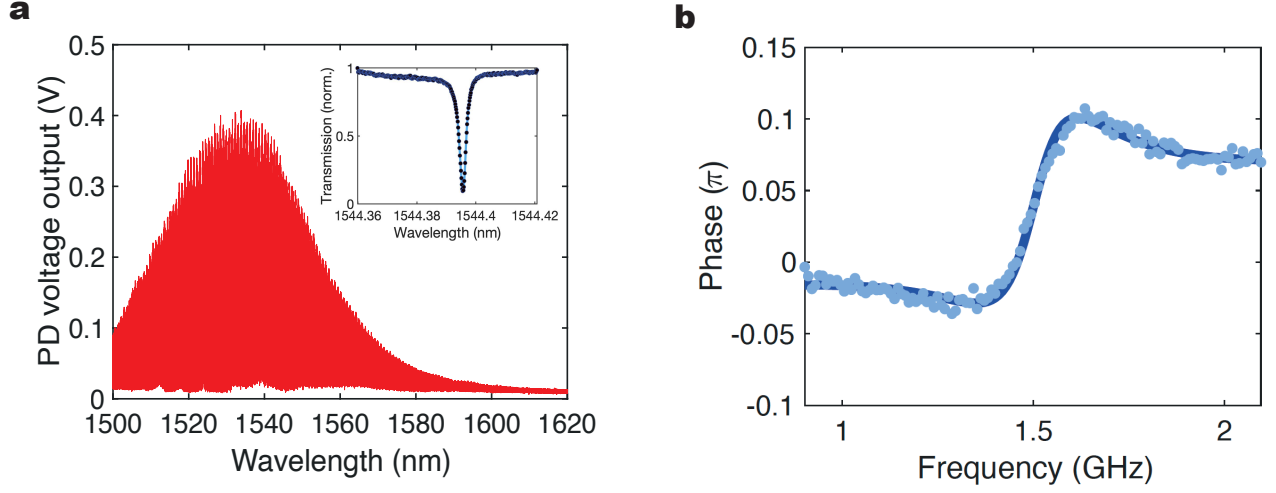 a
PD voltage output (V)
0.5
0.4
0.3
0.2
0.1
0
1500 1520 1540 1560 1580 1600 1620
Wavelength (nm)
Transmission (norm.)
1
0.5
0
1544.36 1544.38 1544.4 1544.42
Wavelength (nm)
b
Phase (π)
0.15
0.1
0.05
0
-0.05
-0.1
1 1.5 2
Frequency (GHz)